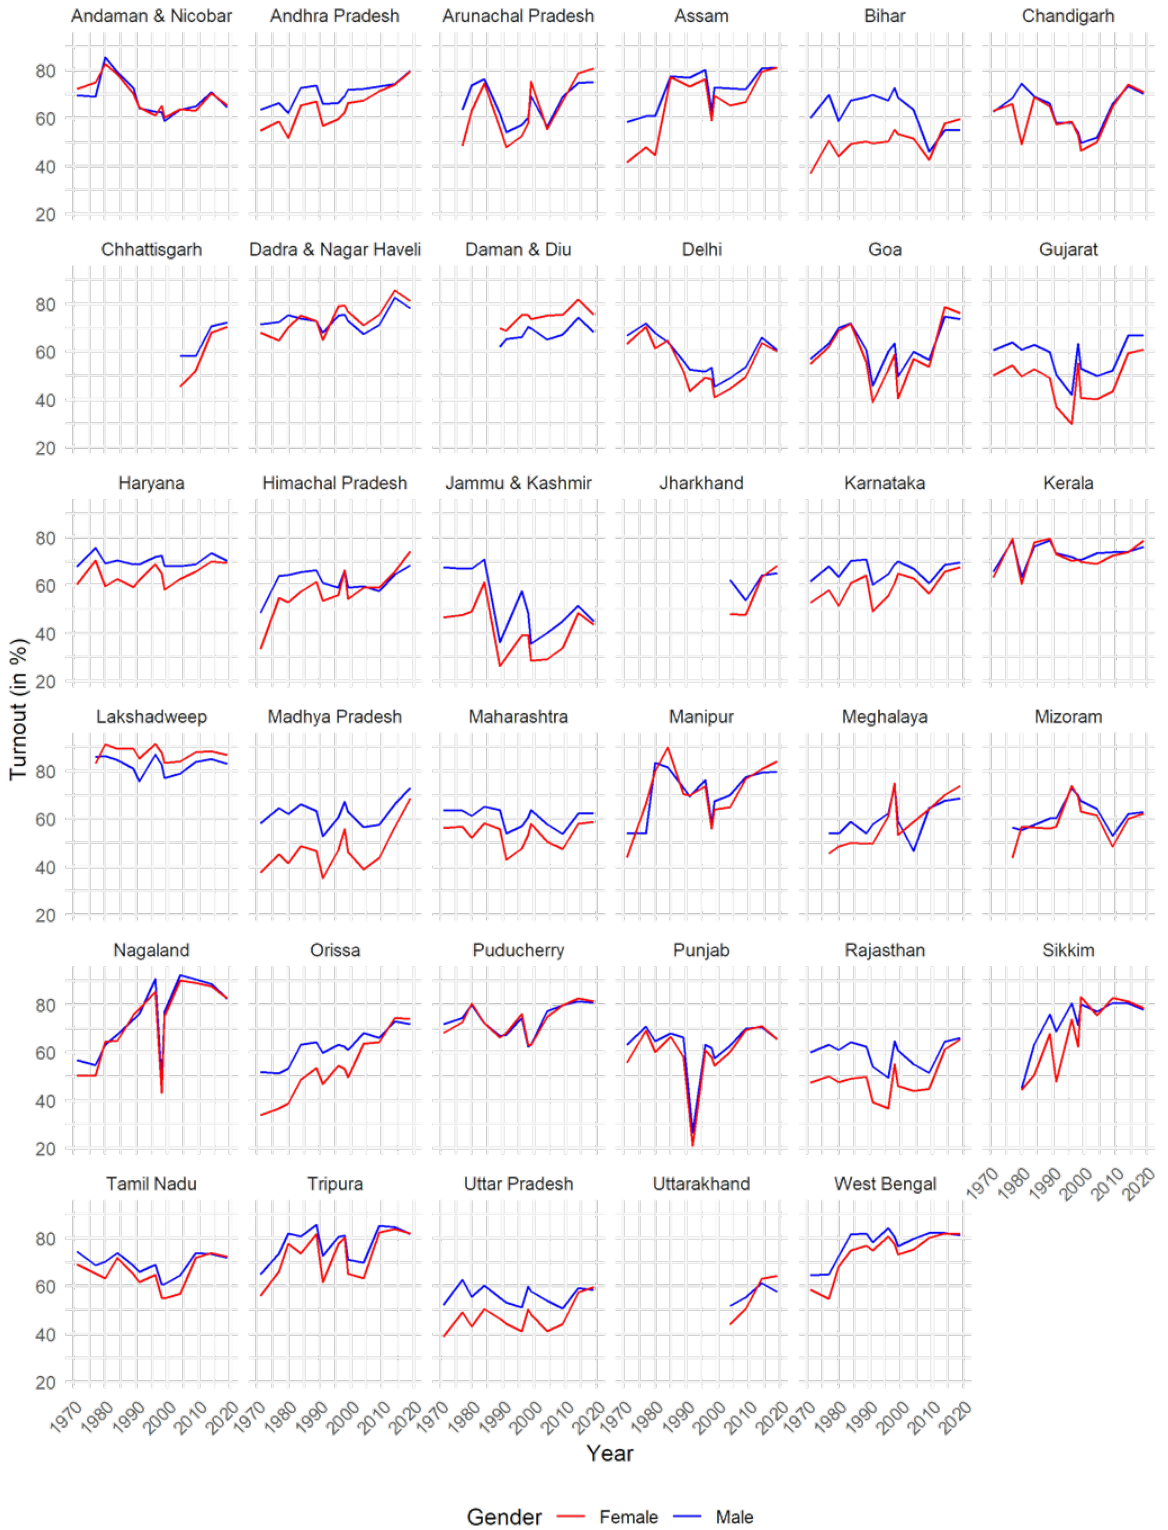 Andaman & Nicobar Andhra Pradesh Arunachal Pradesh Assam Bihar Chandigarh
80
60
40
20
Chhattisgarh Dadra & Nagar Haveli Daman & Diu Delhi Goa Gujarat
80
60
40
20
Haryana Himachal Pradesh Jammu & Kashmir Jharkhand Karnataka Kerala
80
60
40
20
Turnout (in %)
Lakshadweep Madhya Pradesh Maharashtra Manipur Meghalaya Mizoram
80
60
40
20
Nagaland Orissa Puducherry Punjab Rajasthan Sikkim
80
60
40
20
1970 1980 1990 2000 2010 2020
Tamil Nadu Tripura Uttar Pradesh Uttarakhand West Bengal
80
60
40
20
1970 1980 1990 2000 2010 2020 1970 1980 1990 2000 2010 2020 1970 1980 1990 2000 2010 2020 1970 1980 1990 2000 2010 2020 1970 1980 1990 2000 2010 2020
Year
Gender Female Male